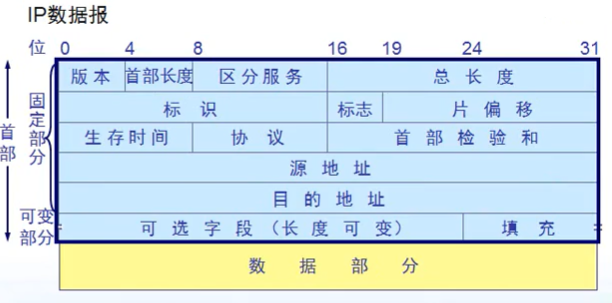 IP数据报
位 0 4 8 16 19 24 31
版本 首部长度 区分服务 总长度
标识 标志 片偏移
生存时间 协议 首部检验和
源地址
目的地址
可选字段（长度可变） 填充
数据部分
首部
固定部分
可变部分